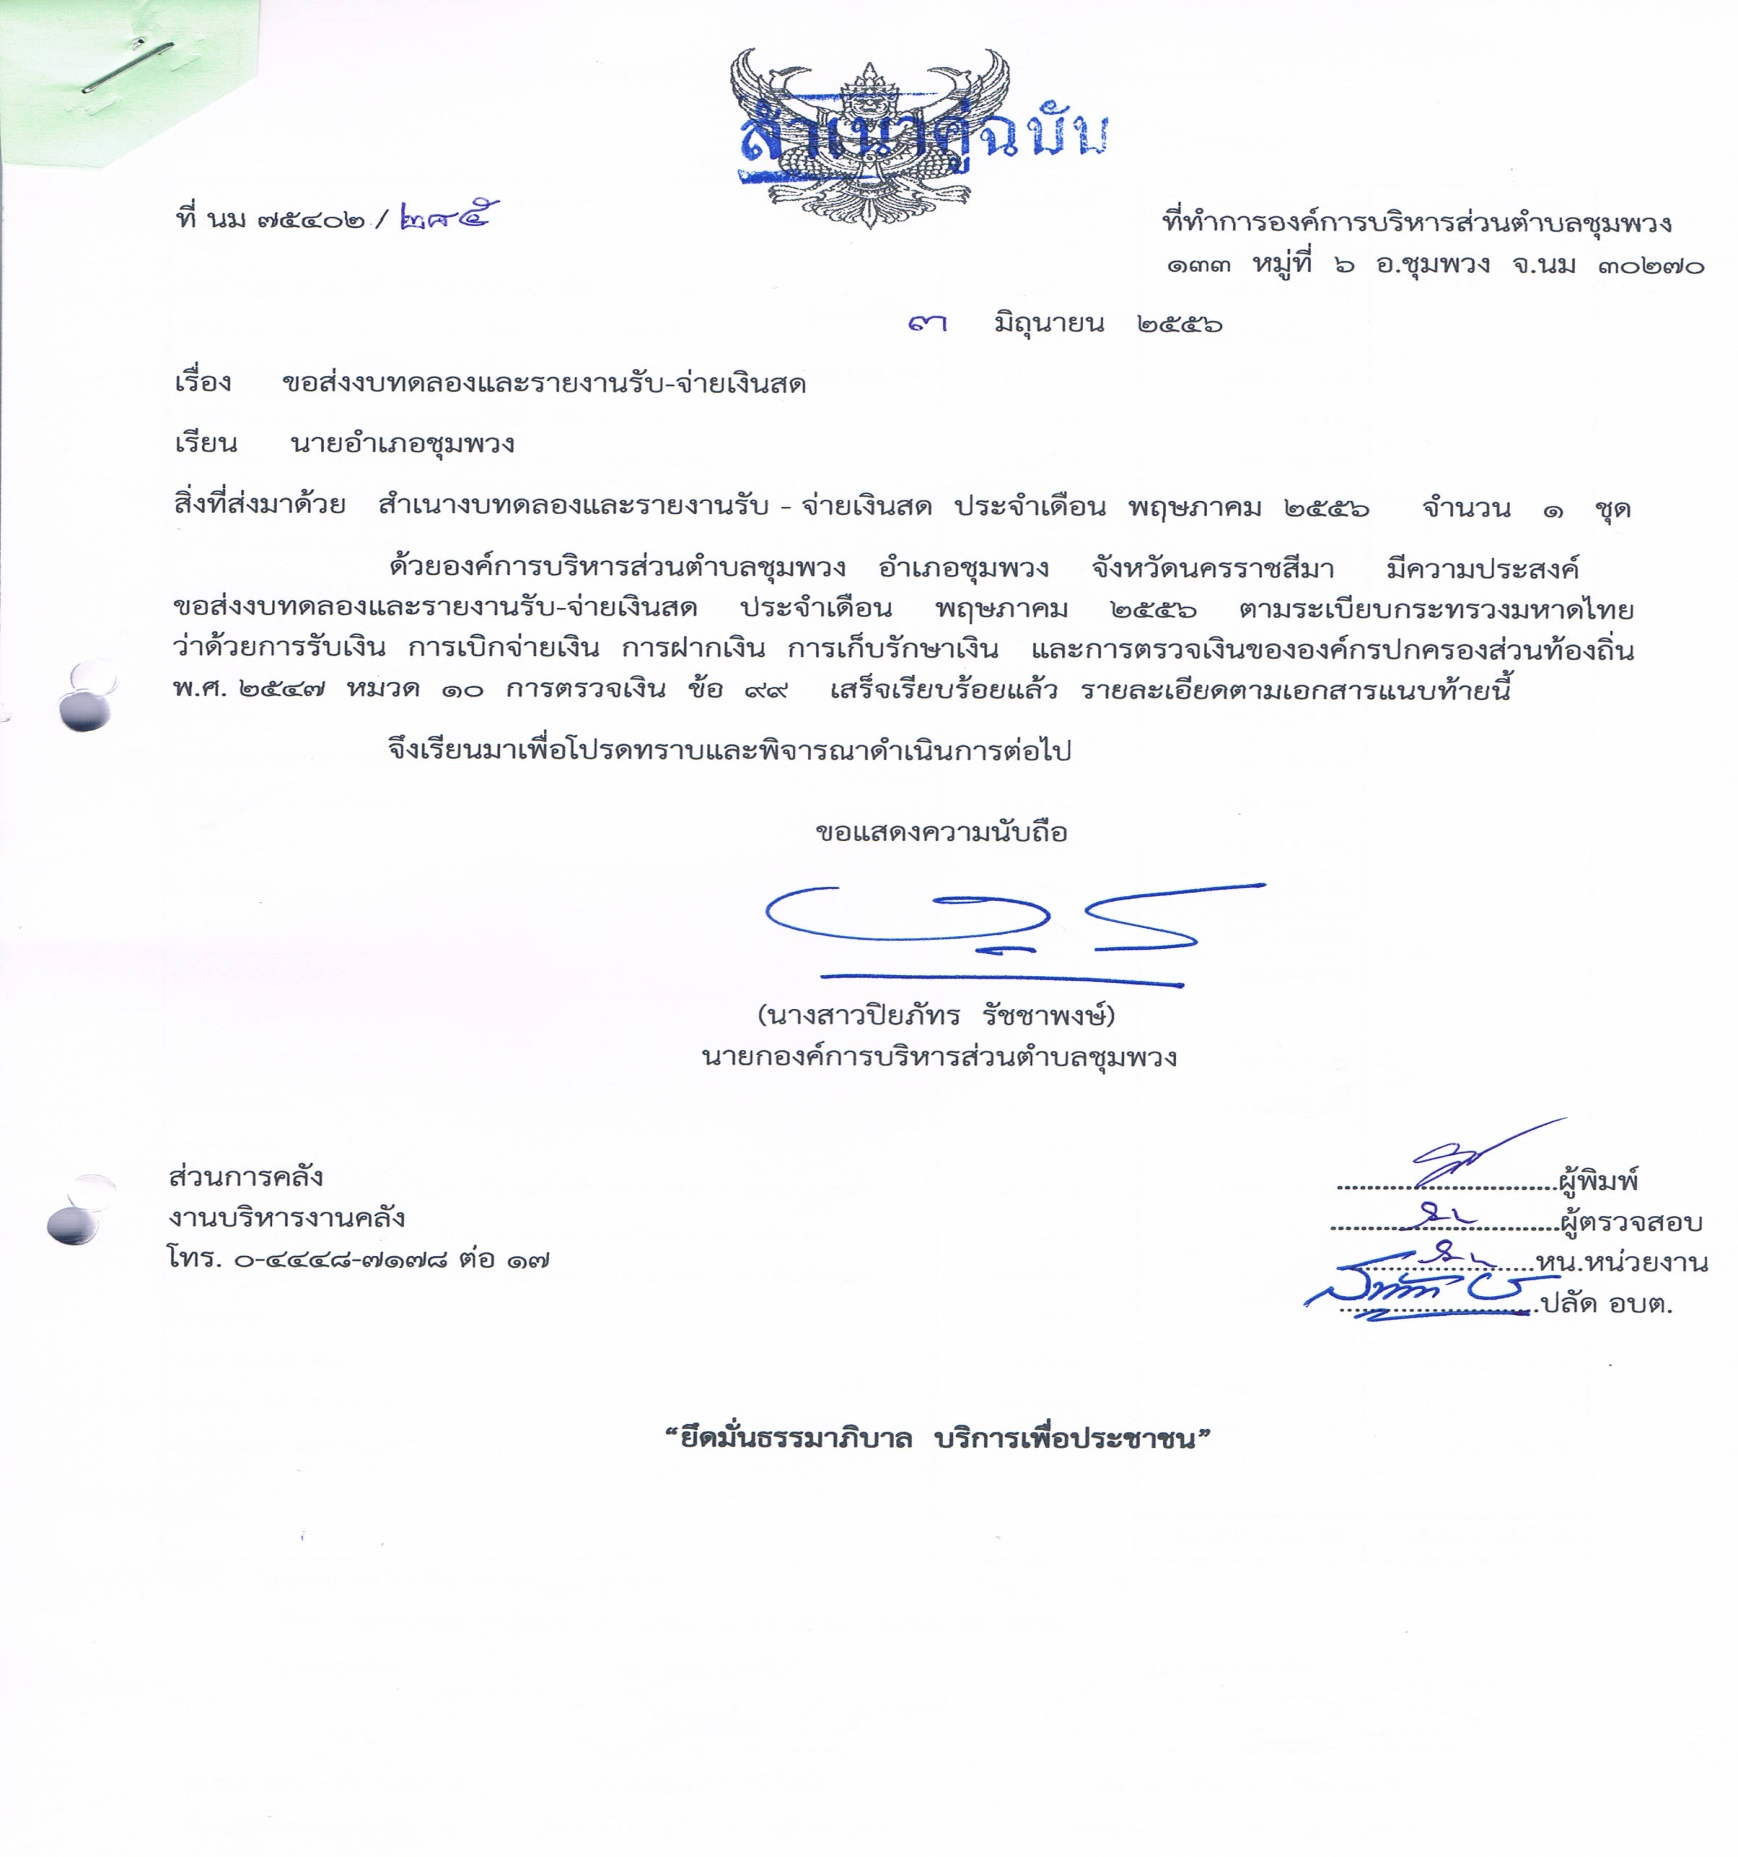 สำเนาคู่ฉบับ
ที่ นม ๗๕๔๐๒ / ๒๘๕
ที่ทำการองค์การบริหารส่วนตำบลชุมพวง
๑๓๓ หมู่ที่ ๖ อ.ชุมพวง จ.นม ๓๐๒๗๐
๓ มิถุนายน ๒๕๕๖
เรื่อง ขอส่งงบทดลองและรายงานรับ-จ่ายเงินสด
เรียน นายอำเภอชุมพวง
สิ่งที่ส่งมาด้วย สำเนางบทดลองและรายงานรับ - จ่ายเงินสด ประจำเดือน พฤษภาคม ๒๕๕๖ จำนวน ๑ ชุด
ด้วยองค์การบริหารส่วนตำบลชุมพวง อำเภอชุมพวง จังหวัดนครราชสีมา มีความประสงค์
ขอส่งงบทดลองและรายงานรับ-จ่ายเงินสด ประจำเดือน พฤษภาคม ๒๕๕๖ ตามระเบียบกระทรวงมหาดไทย
ว่าด้วยการรับเงิน การเบิกจ่ายเงิน การฝากเงิน การเก็บรักษาเงิน และการตรวจเงินขององค์กรปกครองส่วนท้องถิ่น
พ.ศ. ๒๕๔๗ หมวด ๑๐ การตรวจเงิน ข้อ ๙๙ เสร็จเรียบร้อยแล้ว รายละเอียดตามเอกสารแนบท้ายนี้
จึงเรียนมาเพื่อโปรดทราบและพิจารณาดำเนินการต่อไป
ขอแสดงความนับถือ
(นางสาวปิยภัทร รัชชาพงษ์)
นายกองค์การบริหารส่วนตำบลชุมพวง
ส่วนการคลัง
งานบริหารงานคลัง
โทร. ๐-๔๔๔๘-๗๑๗๘ ต่อ ๑๗
..............................ผู้พิมพ์
..............................ผู้ตรวจสอบ
..............................หน.หน่วยงาน
..............................ปลัด อบต.
“ยึดมั่นธรรมาภิบาล บริการเพื่อประชาชน”